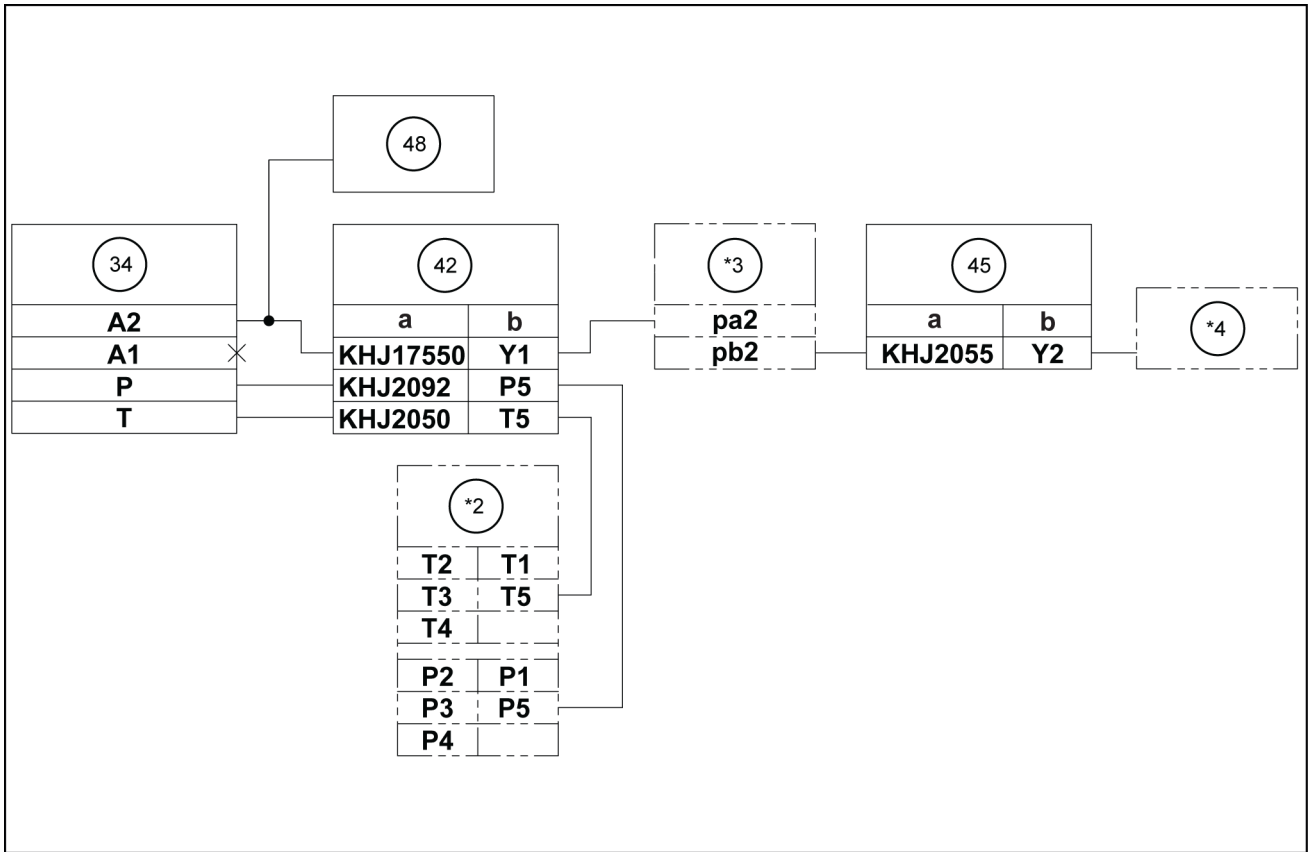 48
34
42
*3
45
*4
A2
a b
pa2
a b
A1
KHJ17550 Y1
pb2
KHJ2055 Y2
P
KHJ2092 P5
T
KHJ2050 T5
*2
T2 T1
T3 T5
T4
P2 P1
P3 P5
P4